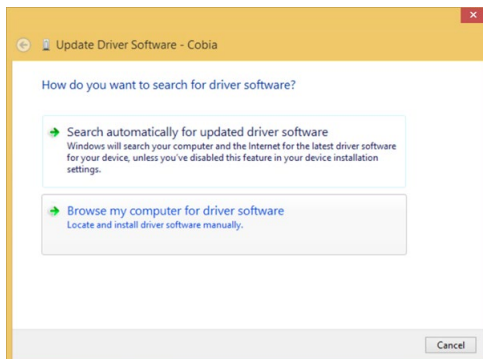 Update Driver Software - Cobia
How do you want to search for driver software?
Search automatically for updated driver software
Windows will search your computer and the Internet for the latest driver software
for your device, unless you've disabled this feature in your device installation
settings.
Browse my computer for driver software
Locate and install driver software manually.
Cancel